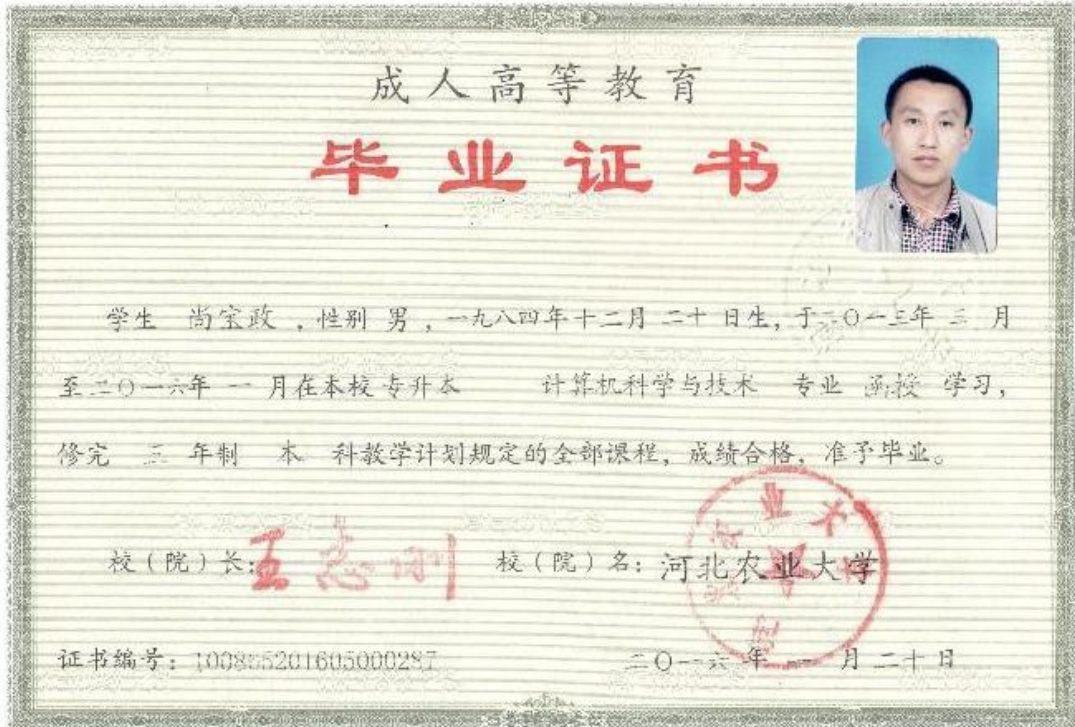 成人高等教育
毕业证书
学生 尚宝政 ，性别 男 ，一九八四年十二月 二十 日生，于二〇一三年 三 月
至二〇一六年 一 月在本校 专升本 计算机科学与技术 专业 函授 学习，
修完 三 年制 本 科教学计划规定的全部课程，成绩合格，准予毕业。
校（院）长：王志刚 校（院）名：河北农业大学
证书编号： 二〇一六 年 一 月 二十 日